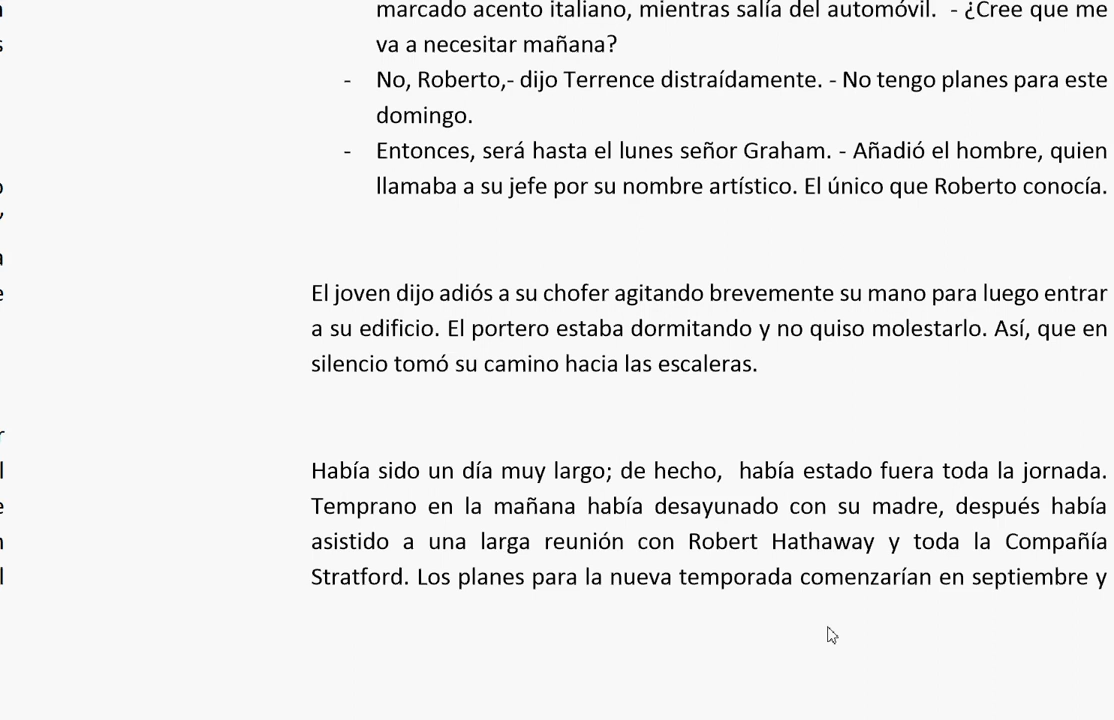 marcado acento italiano, mientras salía del automóvil.  - ¿Cree que me
va a necesitar mañana?
- No, Roberto,- dijo Terrence distraídamente. - No tengo planes para este
domingo.
- Entonces, será hasta el lunes señor Graham. - Añadió el hombre, quien
llamaba a su jefe por su nombre artístico. El único que Roberto conocía.
El joven dijo adiós a su chofer agitando brevemente su mano para luego entrar
a su edificio. El portero estaba dormitando y no quiso molestarlo. Así, que en
silencio tomó su camino hacia las escaleras.
Había sido un día muy largo; de hecho,  había estado fuera toda la jornada.
Temprano en la mañana había desayunado con su madre, después había
asistido a una larga reunión con Robert Hathaway y toda la Compañía
Stratford. Los planes para la nueva temporada comenzarían en septiembre y